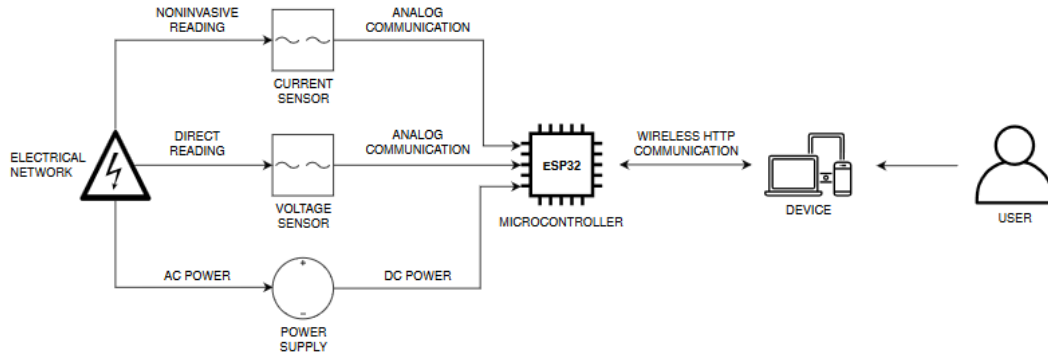 NONINVASIVE
READING
ANALOG
COMMUNICATION
CURRENT
SENSOR
ELECTRICAL
NETWORK
DIRECT
READING
ANALOG
COMMUNICATION
VOLTAGE
SENSOR
ESP32
MICROCONTROLLER
WIRELESS HTTP
COMMUNICATION
DEVICE
USER
AC POWER
+
−
DC POWER
POWER
SUPPLY